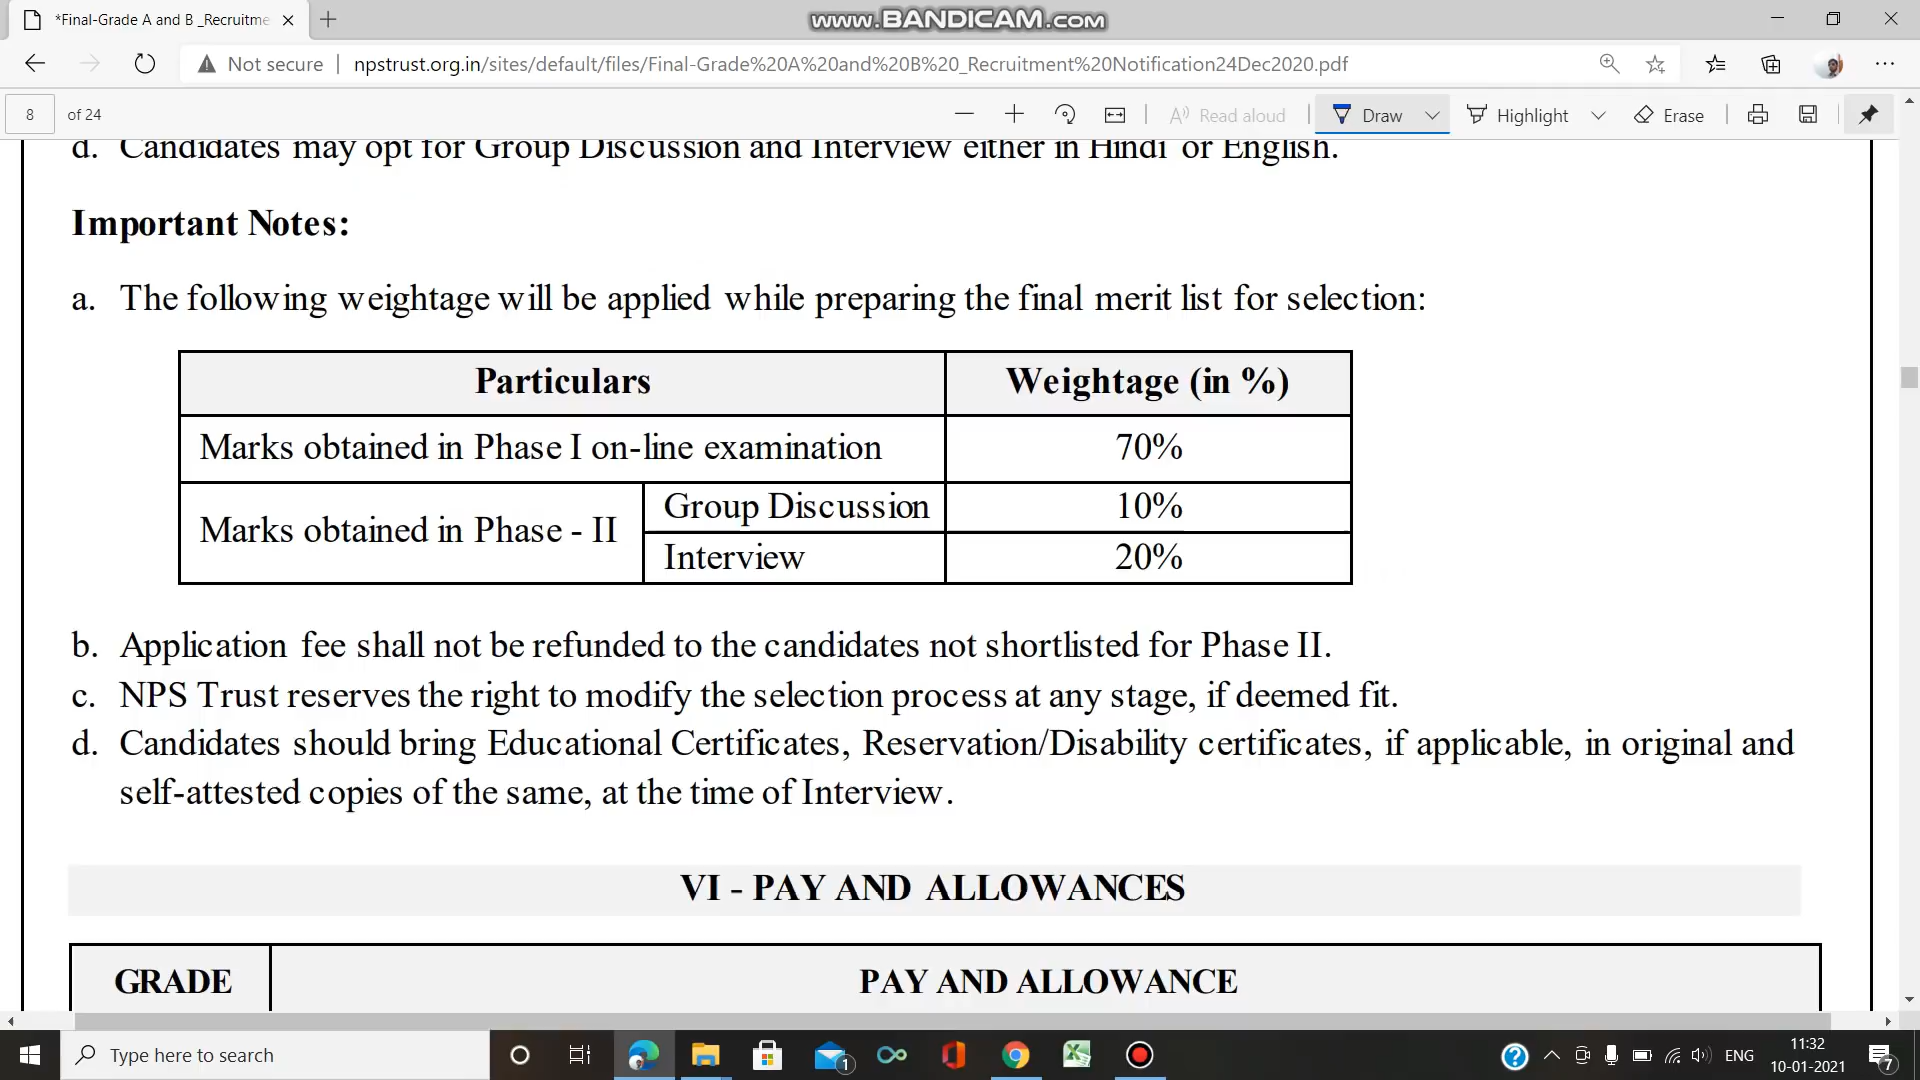 *Final-Grade A and B _Recruitme
www.BANDICAM.com
Not secure | npstrust.org.in/sites/default/files/Final-Grade%20A%20and%20B%20_Recruitment%20Notification24Dec2020.pdf
8 of 24 Read aloud Draw Highlight Erase
d. Candidates may opt for Group Discussion and Interview either in Hindi or English.
Important Notes:
a. The following weightage will be applied while preparing the final merit list for selection:
Particulars Weightage (in %)
Marks obtained in Phase I on-line examination 70%
Marks obtained in Phase - II Group Discussion 10%
Interview 20%
b. Application fee shall not be refunded to the candidates not shortlisted for Phase II.
c. NPS Trust reserves the right to modify the selection process at any stage, if deemed fit.
d. Candidates should bring Educational Certificates, Reservation/Disability certificates, if applicable, in original and
self-attested copies of the same, at the time of Interview.
VI - PAY AND ALLOWANCES
GRADE PAY AND ALLOWANCE
Type here to search
1
ENG
11:32
10-01-2021
7